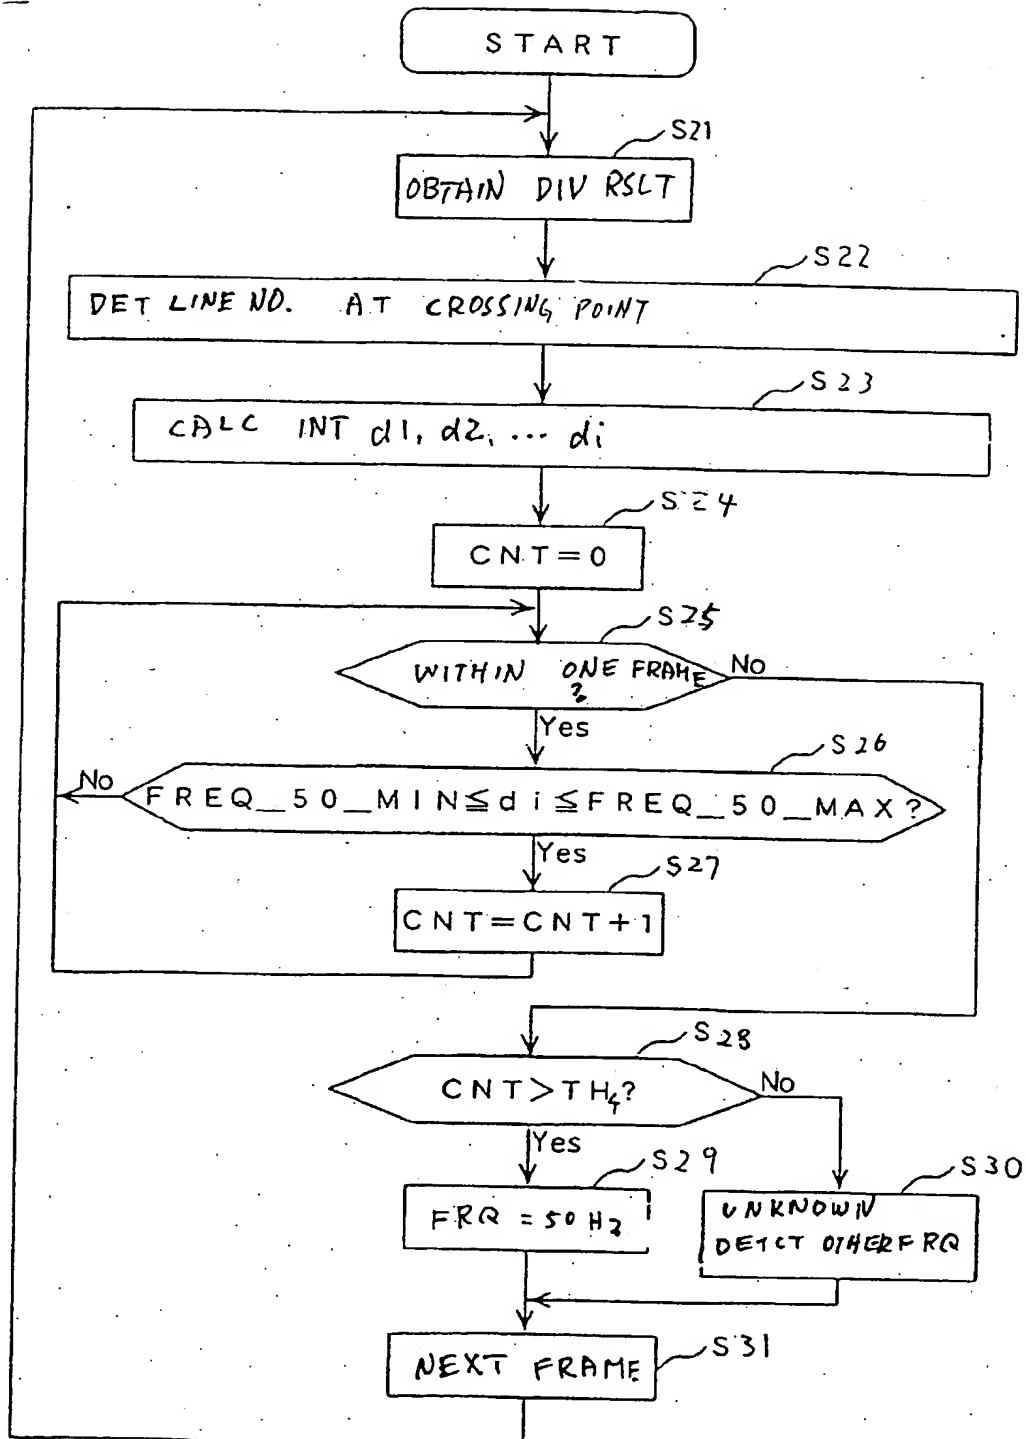 START
S21
OBTAIN DIV RSLT
S22
DET LINE NO. AT CROSSING POINT
S23
CALC INT d1, d2, ... di
S24
CNT=0
S25
WITHIN ONE FRAME
?
No
Yes
S26
No
FREQ_50_MIN≦di≦FREQ_50_MAX?
Yes
S27
CNT=CNT+1
S28
CNT>TH4?
No
Yes
S29
FRQ = 50 Hz
S30
UNKNOWN
DETCT OTHER FRQ
S31
NEXT FRAME